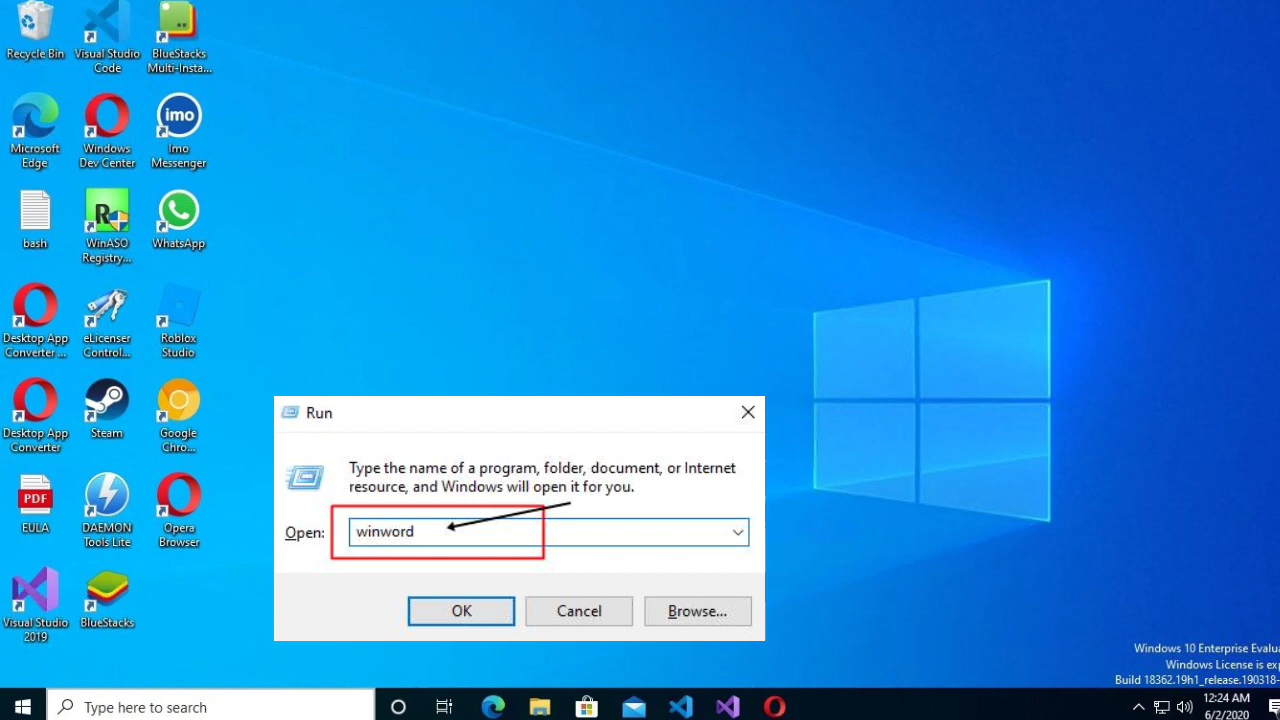 Recycle Bin
Visual Studio
Code
BlueStacks
Multi-Insta...
Microsoft
Edge
Windows
Dev Center
imo
Imo
Messenger
bash
R
WinASO
Registry...
WhatsApp
Desktop App
Converter ...
eLicenser
Control...
Roblox
Studio
Desktop App
Converter
Steam
Google
Chro...
PDF
EULA
DAEMON
Tools Lite
Opera
Browser
Visual Studio
2019
BlueStacks
Run
Type the name of a program, folder, document, or Internet
resource, and Windows will open it for you.
Open:
winword
OK
Cancel
Browse...
Windows 10 Enterprise Evalua
Windows License is exp
Build 18362.19h1_release.190318-
Type here to search
12:24 AM
6/2/2020